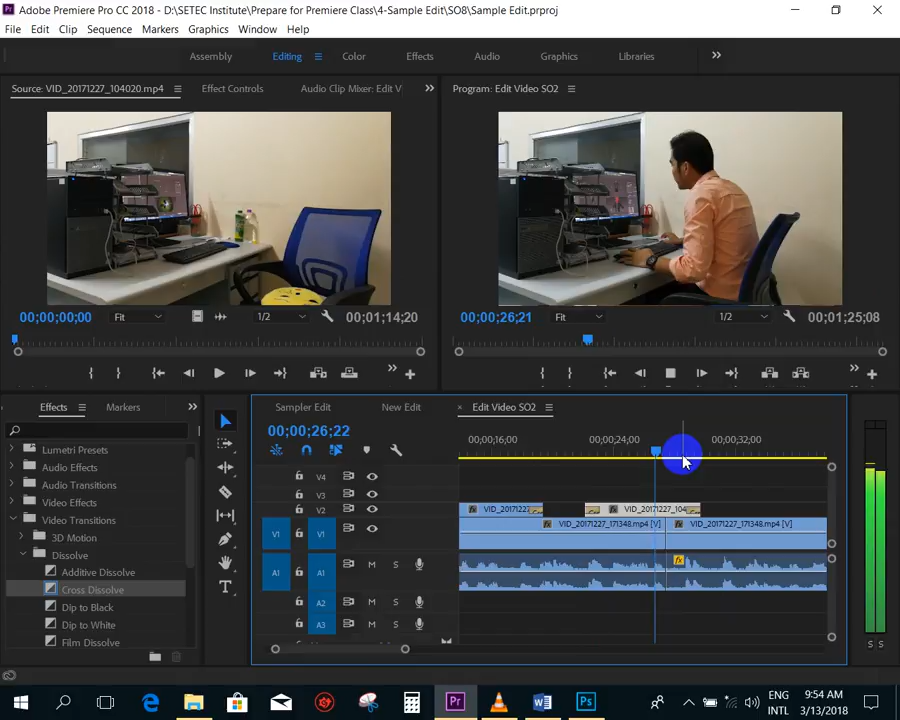 Adobe Premiere Pro CC 2018 - D:\SETEC Institute\Prepare for Premiere Class\4-Sample Edit\SO8\Sample Edit.prproj
File Edit Clip Sequence Markers Graphics Window Help
Assembly Editing Color Effects Audio Graphics Libraries
Source: VID_20171227_104020.mp4 Effect Controls Audio Clip Mixer: Edit V
Program: Edit Video SO2
00;00;00;00 Fit 1/2 00;01;14;20
00;00;26;21 Fit 1/2 00;01;25;08
Effects Markers
Sampler Edit New Edit Edit Video SO2
00;00;26;22
00;00;16;00 00;00;24;00 00;00;32;00
Lumetri Presets
Audio Effects
Audio Transitions
Video Effects
Video Transitions
3D Motion
Dissolve
Additive Dissolve
Cross Dissolve
Dip to Black
Dip to White
Film Dissolve
V4
V3
V2 VID_20171227 VID_20171227_104
V1 V1 VID_20171227_171348.mp4 [V] VID_20171227_171348.mp4 [V]
A1 A1 M S
A2 M S
A3 M S
S S
Pr W Ps
ENG
INTL
9:54 AM
3/13/2018